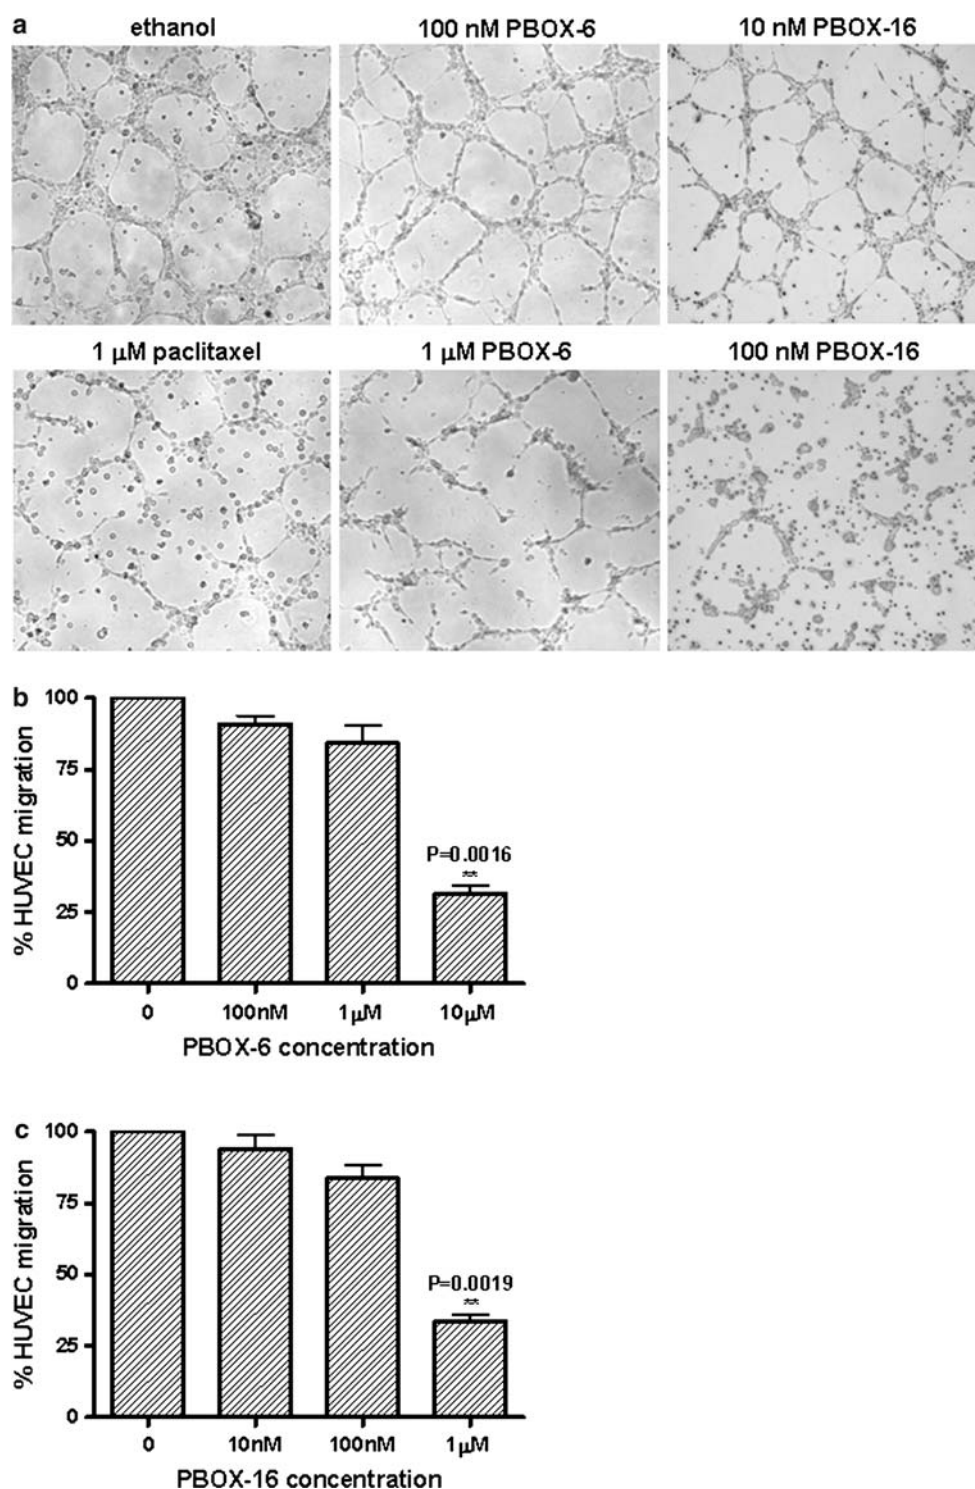 a
ethanol 100 nM PBOX-6 10 nM PBOX-16
1 μM paclitaxel 1 μM PBOX-6 100 nM PBOX-16
b
% HUVEC migration
100
75
50
25
0
P=0.0016
**
0 100nM 1μM 10μM
PBOX-6 concentration
c
% HUVEC migration
100
75
50
25
0
P=0.0019
**
0 10nM 100nM 1μM
PBOX-16 concentration